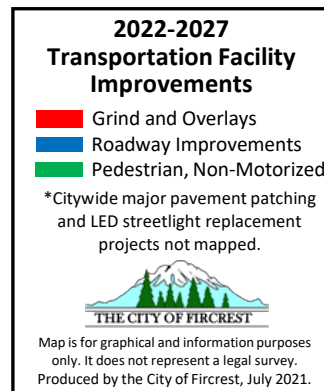 2022-2027
Transportation Facility
Improvements
Grind and Overlays
Roadway Improvements
Pedestrian, Non-Motorized
*Citywide major pavement patching
and LED streetlight replacement
projects not mapped.
THE CITY OF FIRCREST
Map is for graphical and information purposes
only. It does not represent a legal survey.
Produced by the City of Fircrest, July 2021.